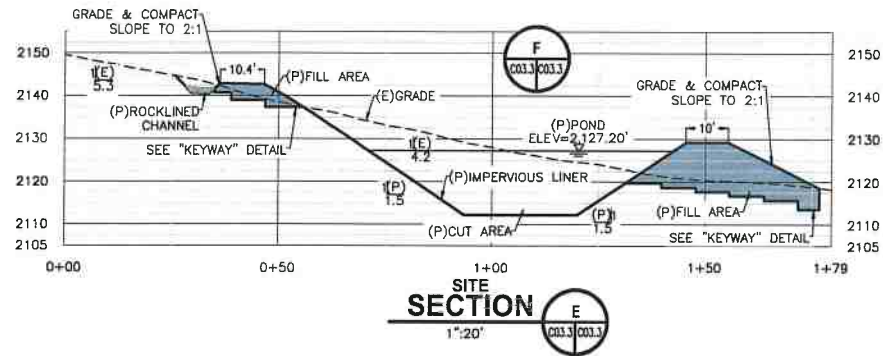 GRADE & COMPACT
SLOPE TO 2:1
2150
2140
2130
2120
2110
2105
1(E)
5.3
10.4'
(P)FILL AREA
(P)ROCKLINED
CHANNEL
SEE "KEYWAY" DETAIL
(E)GRADE
F
C03.3 C03.3
(P)POND
ELEV=2,127.20'
1(E)
4.2
1(P)
1.5
(P)IMPERVIOUS LINER
(P)CUT AREA
(P)1
1.5
GRADE & COMPACT
SLOPE TO 2:1
10'
(P)FILL AREA
SEE "KEYWAY" DETAIL
2150
2140
2130
2120
2110
2105
0+00
0+50
1+00
1+50
1+79
SITE
SECTION
1":20'
E
C03.3 C03.3